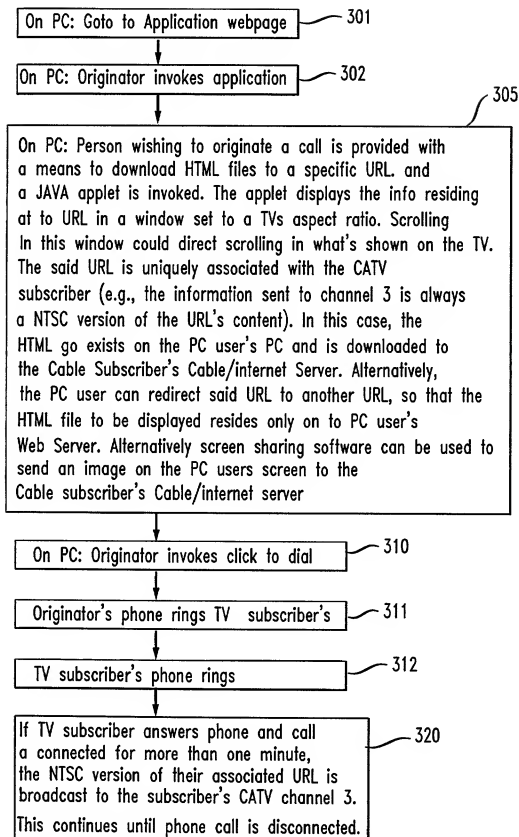 On PC: Goto to Application webpage
301
On PC: Originator invokes application
302
305
On PC: Person wishing to originate a call is provided with
a means to download HTML files to a specific URL. and
a JAVA applet is invoked. The applet displays the info residing
at to URL in a window set to a TVs aspect ratio. Scrolling
In this window could direct scrolling in what's shown on the TV.
The said URL is uniquely associated with the CATV
subscriber (e.g., the information sent to channel 3 is always
a NTSC version of the URL's content). In this case, the
HTML go exists on the PC user's PC and is downloaded to
the Cable Subscriber's Cable/internet Server. Alternatively,
the PC user can redirect said URL to another URL, so that the
HTML file to be displayed resides only on to PC user's
Web Server. Alternatively screen sharing software can be used to
send an image on the PC users screen to the
Cable subscriber's Cable/internet server
On PC: Originator invokes click to dial
310
Originator's phone rings TV subscriber's
311
TV subscriber's phone rings
312
If TV subscriber answers phone and call
a connected for more than one minute,
the NTSC version of their associated URL is
broadcast to the subscriber's CATV channel 3.
This continues until phone call is disconnected.
320